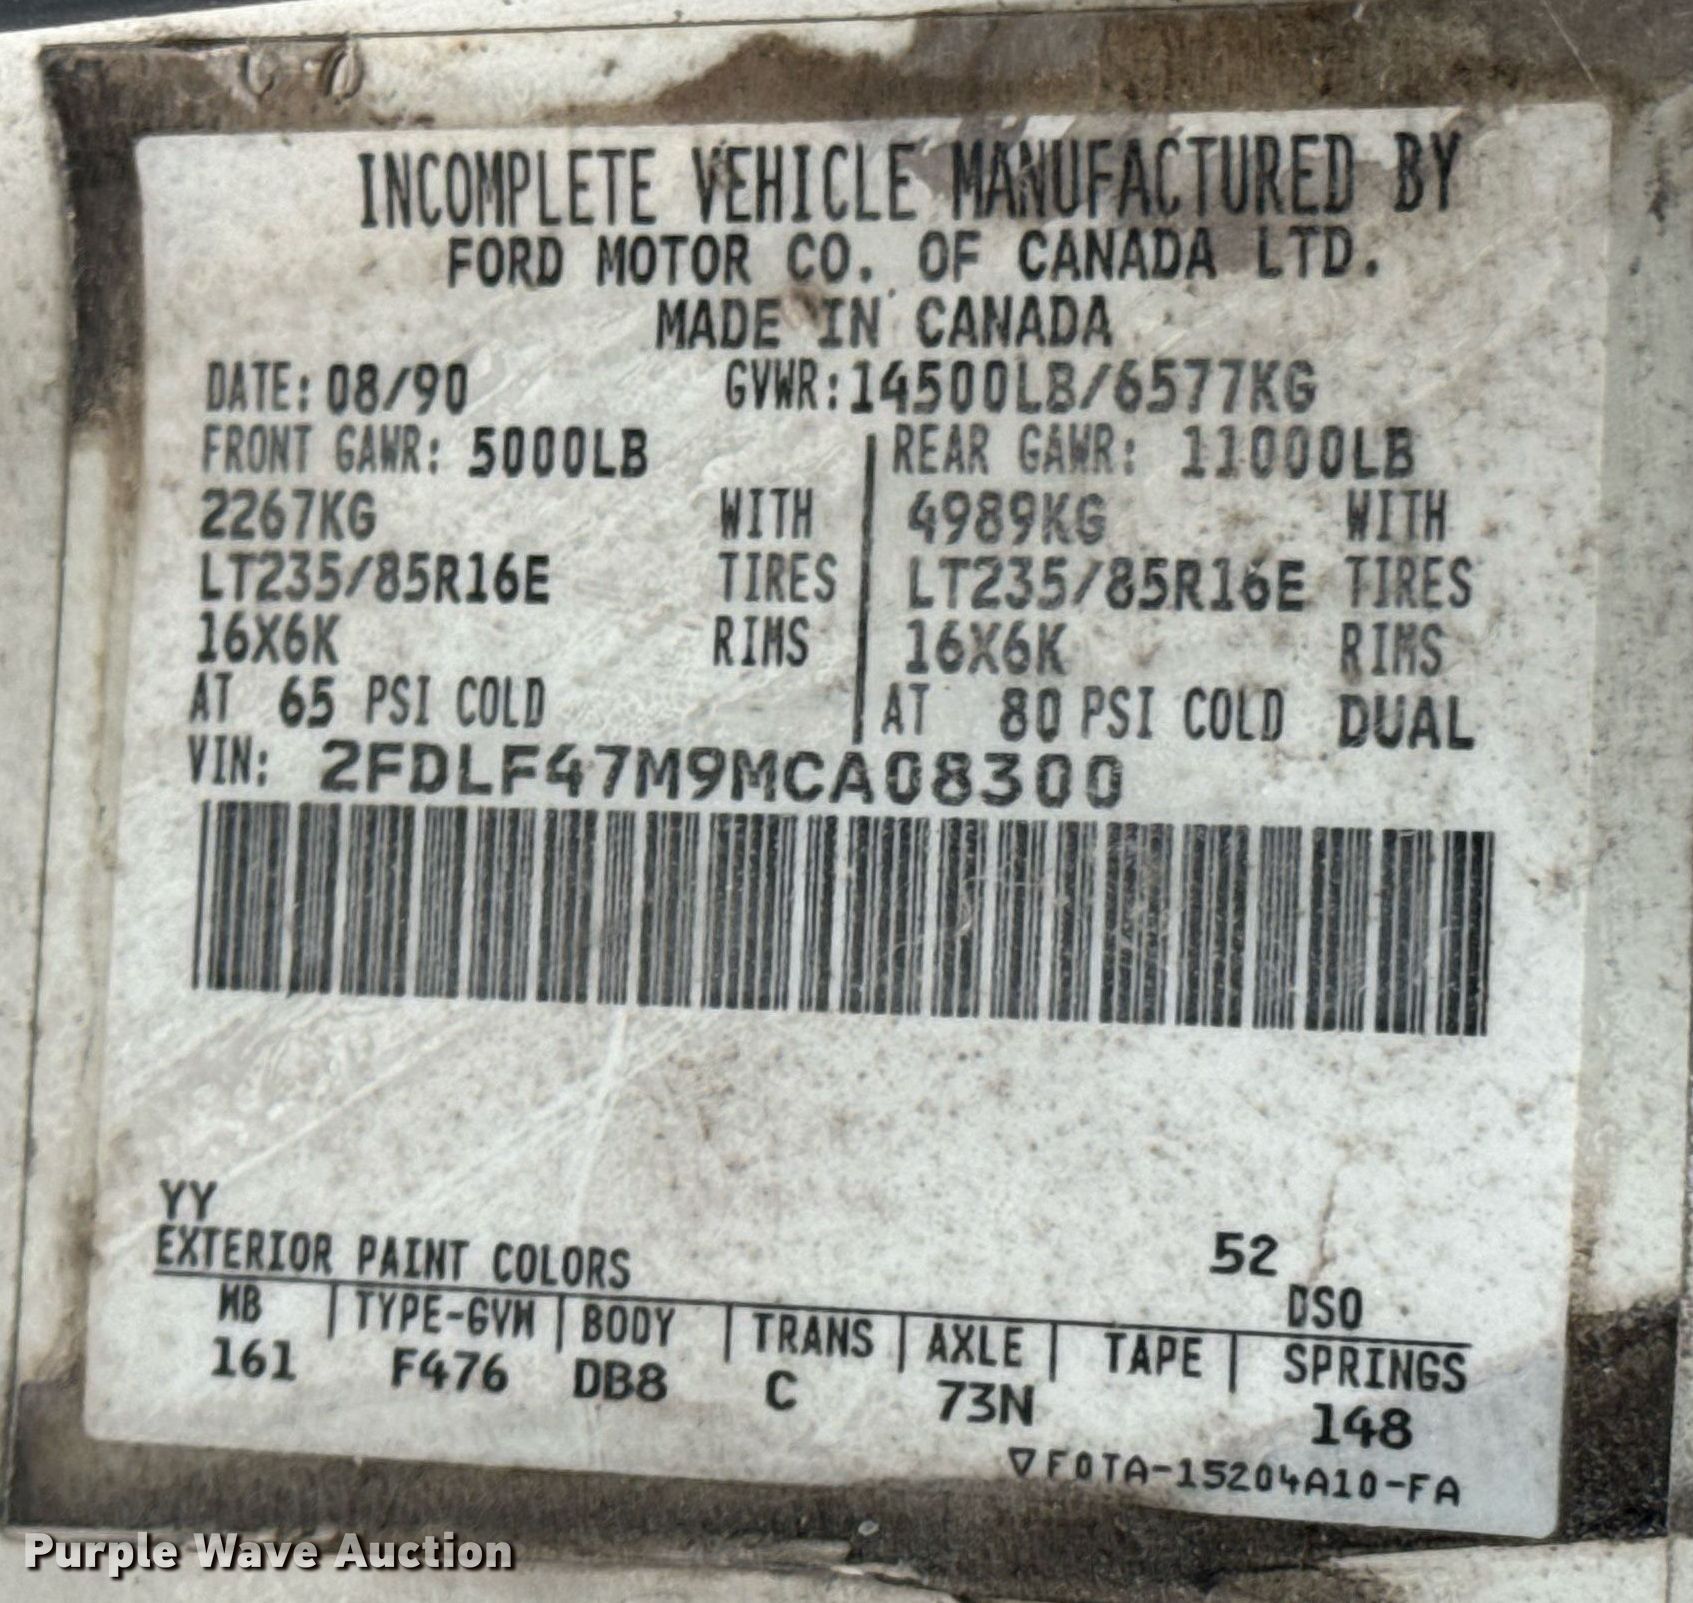 INCOMPLETE VEHICLE MANUFACTURED BY
FORD MOTOR CO. OF CANADA LTD.
MADE IN CANADA
DATE: 08/90 GVWR: 14500LB/6577KG
FRONT GAWR: 5000LB REAR GAWR: 11000LB
2267KG WITH 4989KG WITH
LT235/85R16E TIRES LT235/85R16E TIRES
16X6K RIMS 16X6K RIMS
AT 65 PSI COLD AT 80 PSI COLD DUAL
VIN: 2FDLF47M9MCA08300
YY
EXTERIOR PAINT COLORS 52 DSO
WB | TYPE-GVW | BODY | TRANS | AXLE | TAPE | SPRINGS
161 F476 DB8 C 73N 148
▽F0TA-15204A10-FA
Purple Wave Auction